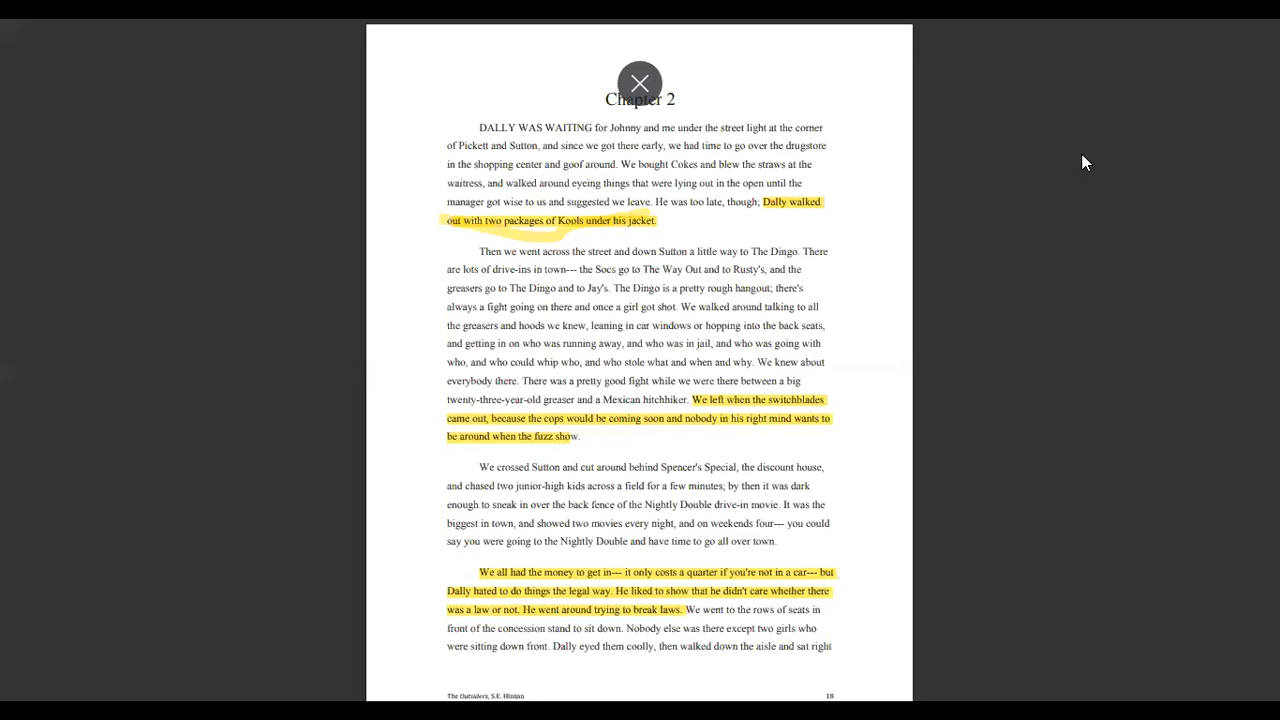 Chapter 2
DALLY WAS WAITING for Johnny and me under the street light at the corner
of Pickett and Sutton, and since we got there early, we had time to go over the drugstore
in the shopping center and goof around. We bought Cokes and blew the straws at the
waitress, and walked around eyeing things that were lying out in the open until the
manager got wise to us and suggested we leave. He was too late, though; Dally walked
out with two packages of Kools under his jacket.
Then we went across the street and down Sutton a little way to The Dingo. There
are lots of drive-ins in town--- the Socs go to The Way Out and to Rusty's, and the
greasers go to The Dingo and to Jay's. The Dingo is a pretty rough hangout; there's
always a fight going on there and once a girl got shot. We walked around talking to all
the greasers and hoods we knew, leaning in car windows or hopping into the back seats,
and getting in on who was running away, and who was in jail, and who was going with
who, and who could whip who, and who stole what and when and why. We knew about
everybody there. There was a pretty good fight while we were there between a big
twenty-three-year-old greaser and a Mexican hitchhiker. We left when the switchblades
came out, because the cops would be coming soon and nobody in his right mind wants to
be around when the fuzz show.
We crossed Sutton and cut around behind Spencer's Special, the discount house,
and chased two junior-high kids across a field for a few minutes; by then it was dark
enough to sneak in over the back fence of the Nightly Double drive-in movie. It was the
biggest in town, and showed two movies every night, and on weekends four--- you could
say you were going to the Nightly Double and have time to go all over town.
We all had the money to get in--- it only costs a quarter if you're not in a car--- but
Dally hated to do things the legal way. He liked to show that he didn't care whether there
was a law or not. He went around trying to break laws. We went to the rows of seats in
front of the concession stand to sit down. Nobody else was there except two girls who
were sitting down front. Dally eyed them coolly, then walked down the aisle and sat right
The Outsiders, S.E. Hinton 18